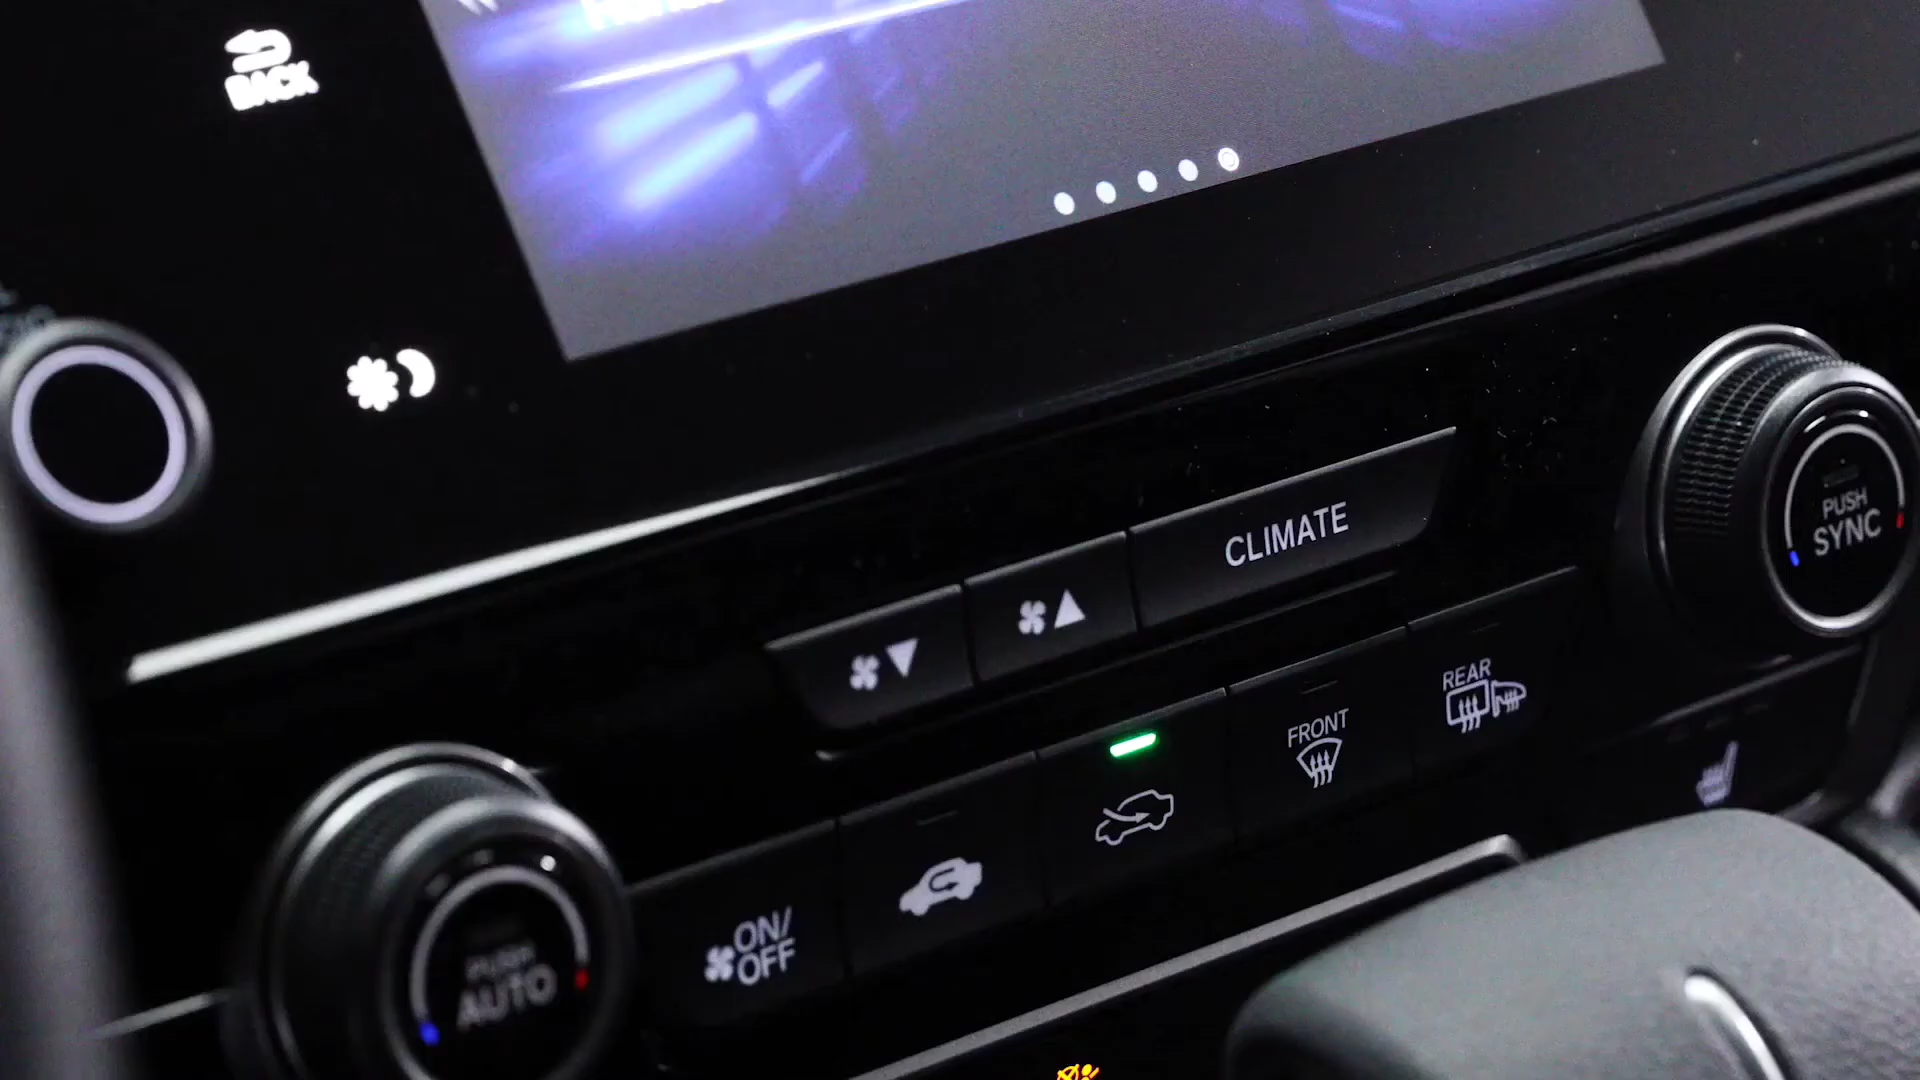 BACK
CLIMATE
PUSH
SYNC
REAR
FRONT
ON/
OFF
PUSH
AUTO